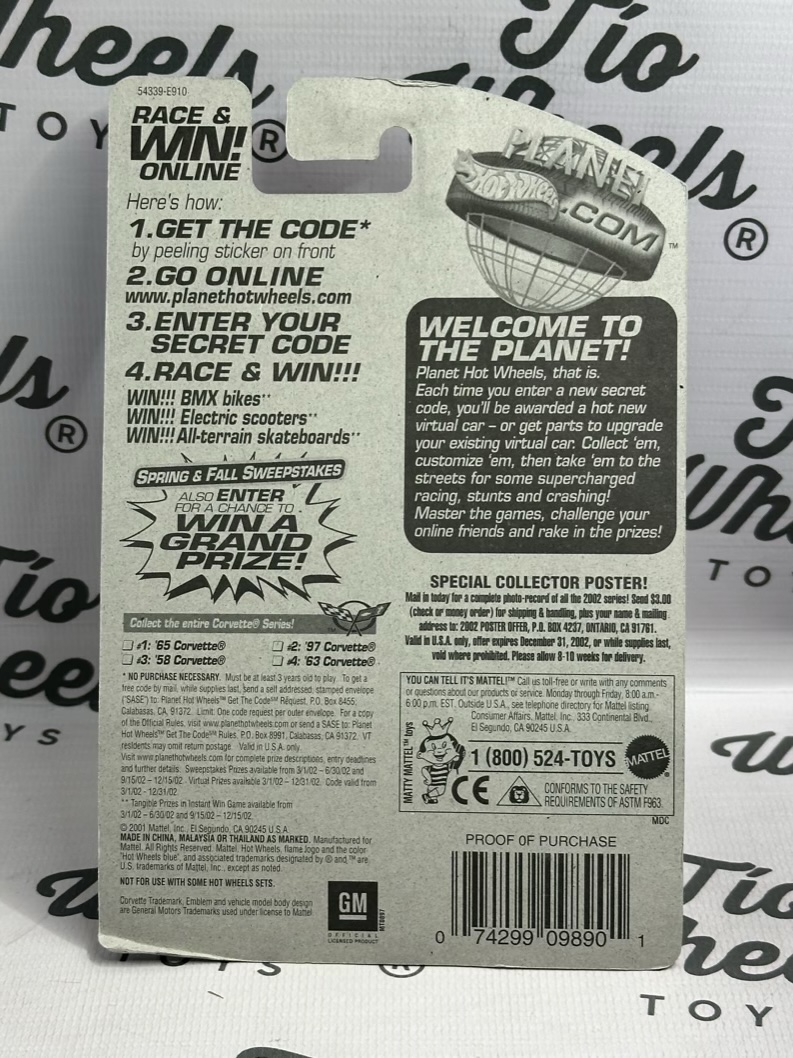 54339-E910
RACE &
WIN!
ONLINE
Here's how:
1.GET THE CODE*
by peeling sticker on front
2.GO ONLINE
www.planethotwheels.com
3.ENTER YOUR
SECRET CODE
4.RACE & WIN!!!
WIN!!! BMX bikes**
WIN!!! Electric scooters**
WIN!!! All-terrain skateboards**
SPRING & FALL SWEEPSTAKES
ALSO ENTER
FOR A CHANCE TO
WIN A
GRAND
PRIZE!
Collect the entire Corvette® Series!
#1: '65 Corvette®
#2: '97 Corvette®
#3: '58 Corvette®
#4: '63 Corvette®
* NO PURCHASE NECESSARY. Must be at least 3 years old to play. To get a
free code by mail, while supplies last, send a self addressed, stamped envelope
("SASE") to: Planet Hot Wheels™ Get The Code℠ Request, P.O. Box 8455,
Calabasas, CA, 91372. Limit: One code request per outer envelope. For a copy
of the Official Rules, visit www.planethotwheels.com or send a SASE to: Planet
Hot Wheels™ Get The Code℠ Rules, P.O. Box 8991, Calabasas, CA 91372. VT
residents may omit return postage. Valid in U.S.A. only.
Visit www.planethotwheels.com for complete prize descriptions, entry deadlines
and further details. Sweepstakes Prizes available from 3/1/02 – 6/30/02 and
9/15/02 - 12/15/02. Virtual Prizes available 3/1/02 – 12/31/02. Code valid from
3/1/02 - 12/31/02.
** Tangible Prizes in Instant Win Game available from
3/1/02 – 6/30/02 and 9/15/02 – 12/15/02.
© 2001 Mattel, Inc., El Segundo, CA 90245 U.S.A.
MADE IN CHINA, MALAYSIA OR THAILAND AS MARKED. Manufactured for
Mattel. All Rights Reserved. Mattel, Hot Wheels, flame logo and the color
"Hot Wheels blue", and associated trademarks designated by ® and ™ are
U.S. trademarks of Mattel, Inc., except as noted.
NOT FOR USE WITH SOME HOT WHEELS SETS.
Corvette Trademark, Emblem and vehicle model body design
are General Motors Trademarks used under license to Mattel
GM
OFFICIAL
LICENSED PRODUCT
PLANET
Hot Wheels
.COM
™
WELCOME TO
THE PLANET!
Planet Hot Wheels, that is.
Each time you enter a new secret
code, you'll be awarded a hot new
virtual car – or get parts to upgrade
your existing virtual car. Collect 'em,
customize 'em, then take 'em to the
streets for some supercharged
racing, stunts and crashing!
Master the games, challenge your
online friends and rake in the prizes!
SPECIAL COLLECTOR POSTER!
Mail in today for a complete photo-record of all the 2002 series! Send $3.00
(check or money order) for shipping & handling, plus your name & mailing
address to: 2002 POSTER OFFER, P.O. BOX 4237, ONTARIO, CA 91761.
Valid in U.S.A. only, offer expires December 31, 2002, or while supplies last,
void where prohibited. Please allow 8-10 weeks for delivery.
YOU CAN TELL IT'S MATTEL!™ Call us toll-free or write with any comments
or questions about our products or service. Monday through Friday, 8:00 a.m.-
6:00 p.m. EST. Outside U.S.A., see telephone directory for Mattel listing.
Consumer Affairs, Mattel, Inc. 333 Continental Blvd.,
El Segundo, CA 90245 U.S.A.
MATTY MATTEL™ toys
1 (800) 524-TOYS
MATTEL®
CE
CONFORMS TO THE SAFETY
REQUIREMENTS OF ASTM F963.
MDC
PROOF OF PURCHASE
0 74299 09890 1
Tío
Wheels
TOYS
®